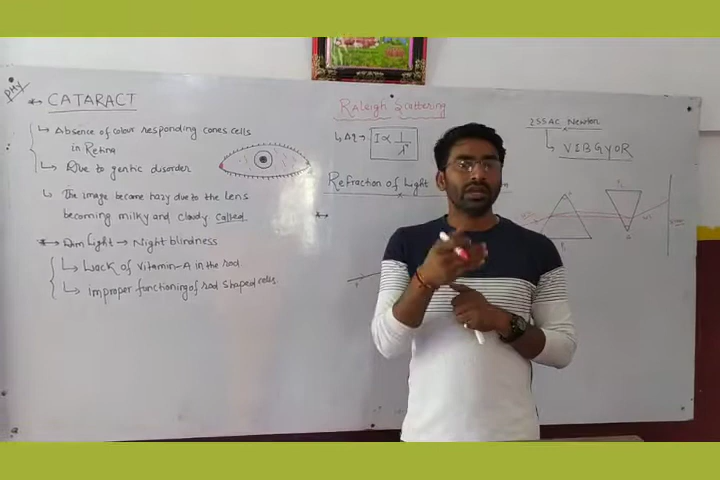 PHY
CATARACT
Absence of colour responding cones cells
in Retina
Due to gentic disorder
The image became hazy due to the Lens
becoming milky and cloudy called
Dim Light → Night blindness
Lack of vitamin-A in the rod
improper functioning of rod shaped cells
Raleigh Scattering
I ∝ 1/λ⁴
Refraction of Light
ISSAC Newton
VIBGYOR